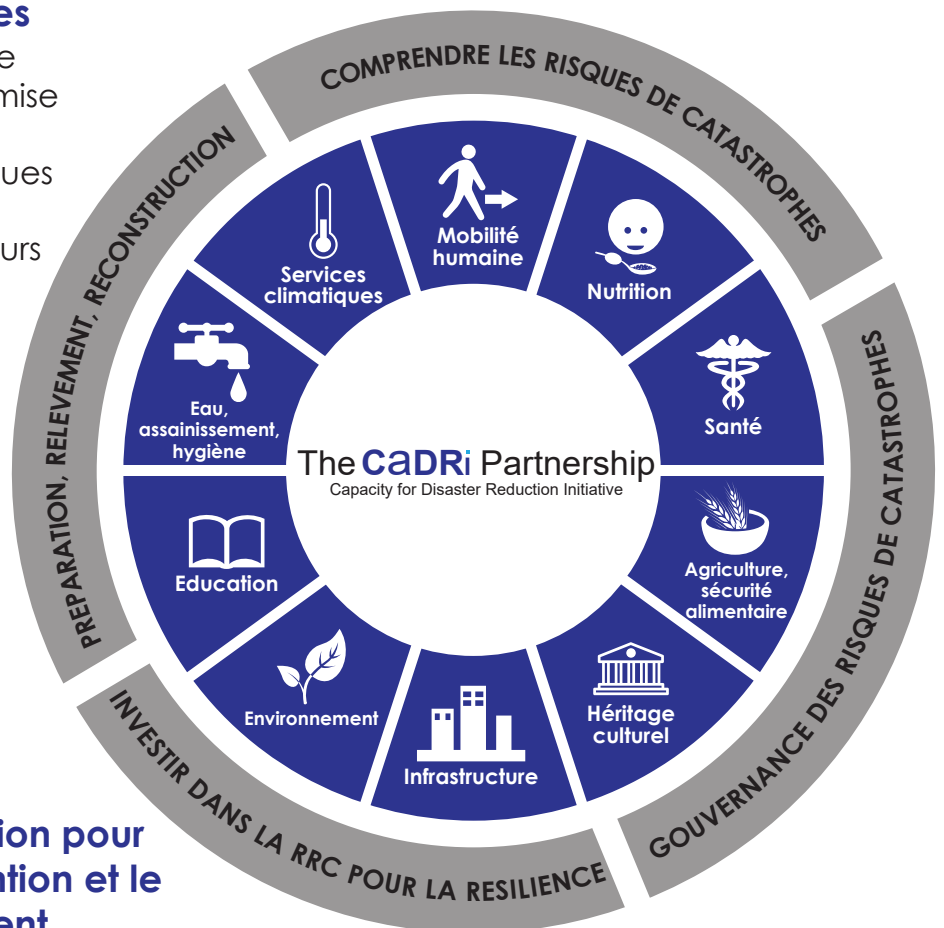 es
e
mise
ues
urs
COMPRENDRE LES RISQUES DE CATASTROPHES
GOUVERNANCE DES RISQUES DE CATASTROPHES
INVESTIR DANS LA RRC POUR LA RESILIENCE
PREPARATION, RELEVEMENT, RECONSTRUCTION
Mobilité
humaine
Nutrition
Santé
Agriculture,
sécurité
alimentaire
Héritage
culturel
Infrastructure
Environnement
Education
Eau,
assainissement,
hygiène
Services
climatiques
The CaDRi Partnership
Capacity for Disaster Reduction Initiative
ion pour
ntion et le
ent